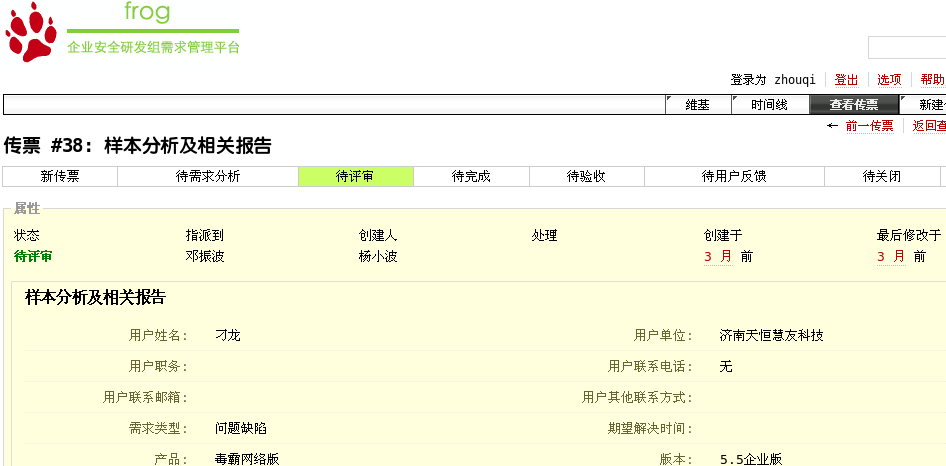 frog
企业安全研发组需求管理平台
登录为 zhouqi 登出 选项 帮助
维基 时间线 查看传票 新建
← 前一传票 返回查
传票 #38: 样本分析及相关报告
新传票 待需求分析 待评审 待完成 待验收 待用户反馈 待关闭
属性
状态 指派到 创建人 处理 创建于 最后修改于
待评审 邓振波 杨小波 3 月 前 3 月 前
样本分析及相关报告
用户姓名: 刁龙 用户单位: 济南天恒慧友科技
用户职务: 用户联系电话: 无
用户联系邮箱: 用户其他联系方式:
需求类型: 问题缺陷 期望解决时间:
产品: 毒霸网络版 版本: 5.5企业版